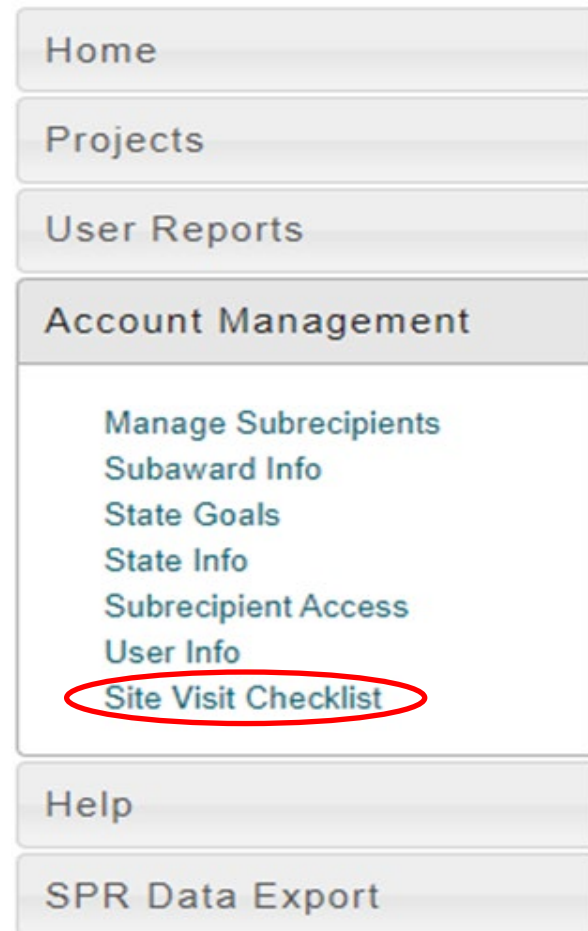 Home
Projects
User Reports
Account Management
Manage Subrecipients
Subaward Info
State Goals
State Info
Subrecipient Access
User Info
Site Visit Checklist
Help
SPR Data Export